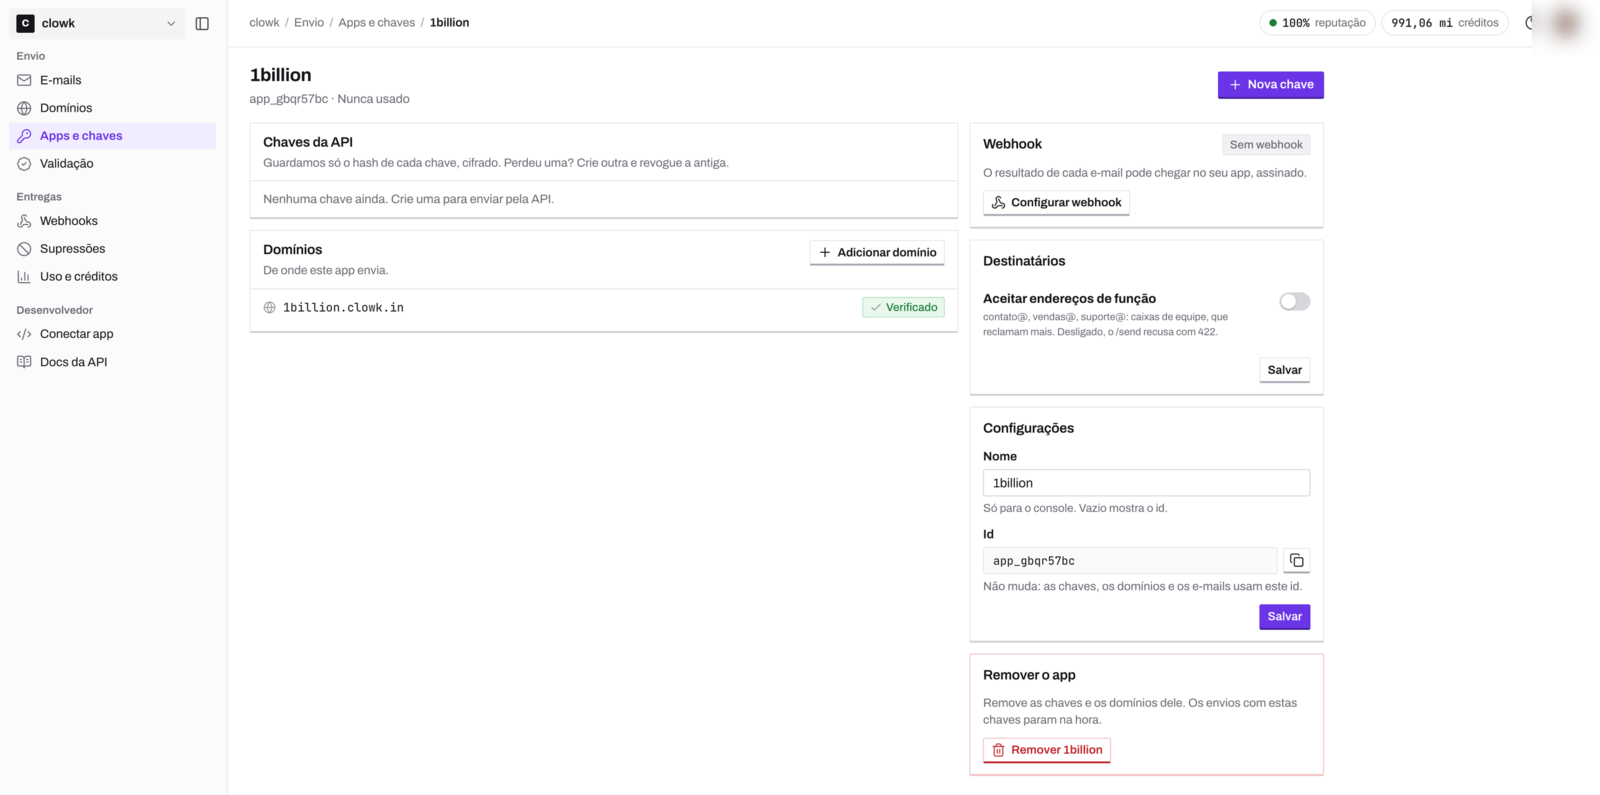 C clowk
Envio
E-mails
Domínios
Apps e chaves
Validação
Entregas
Webhooks
Supressões
Uso e créditos
Desenvolvedor
Conectar app
Docs da API
clowk / Envio / Apps e chaves / 1billion
100% reputação
991,06 mi créditos
1billion
app_gbqr57bc · Nunca usado
+ Nova chave
Chaves da API
Guardamos só o hash de cada chave, cifrado. Perdeu uma? Crie outra e revogue a antiga.
Nenhuma chave ainda. Crie uma para enviar pela API.
Domínios
De onde este app envia.
+ Adicionar domínio
1billion.clowk.in
Verificado
Webhook
Sem webhook
O resultado de cada e-mail pode chegar no seu app, assinado.
Configurar webhook
Destinatários
Aceitar endereços de função
contato@, vendas@, suporte@: caixas de equipe, que
reclamam mais. Desligado, o /send recusa com 422.
Salvar
Configurações
Nome
1billion
Só para o console. Vazio mostra o id.
Id
app_gbqr57bc
Não muda: as chaves, os domínios e os e-mails usam este id.
Salvar
Remover o app
Remove as chaves e os domínios dele. Os envios com estas
chaves param na hora.
Remover 1billion